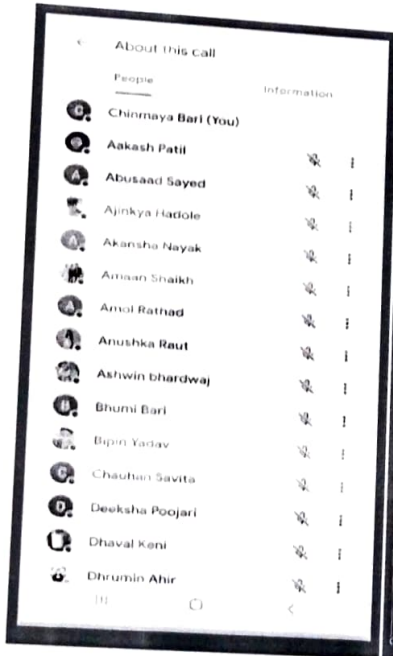 About this call
People Information
C Chinmaya Bari (You)
Aakash Patil
A Abusaad Sayed
Ajinkya Hadole
A Akansha Nayak
Amaan Shaikh
A Amol Rathad
Anushka Raut
Ashwin bhardwaj
B Bhumi Bari
Bipin Yadav
C Chauhan Savita
D Deeksha Poojari
Dhaval Keni
Dhrumin Ahir